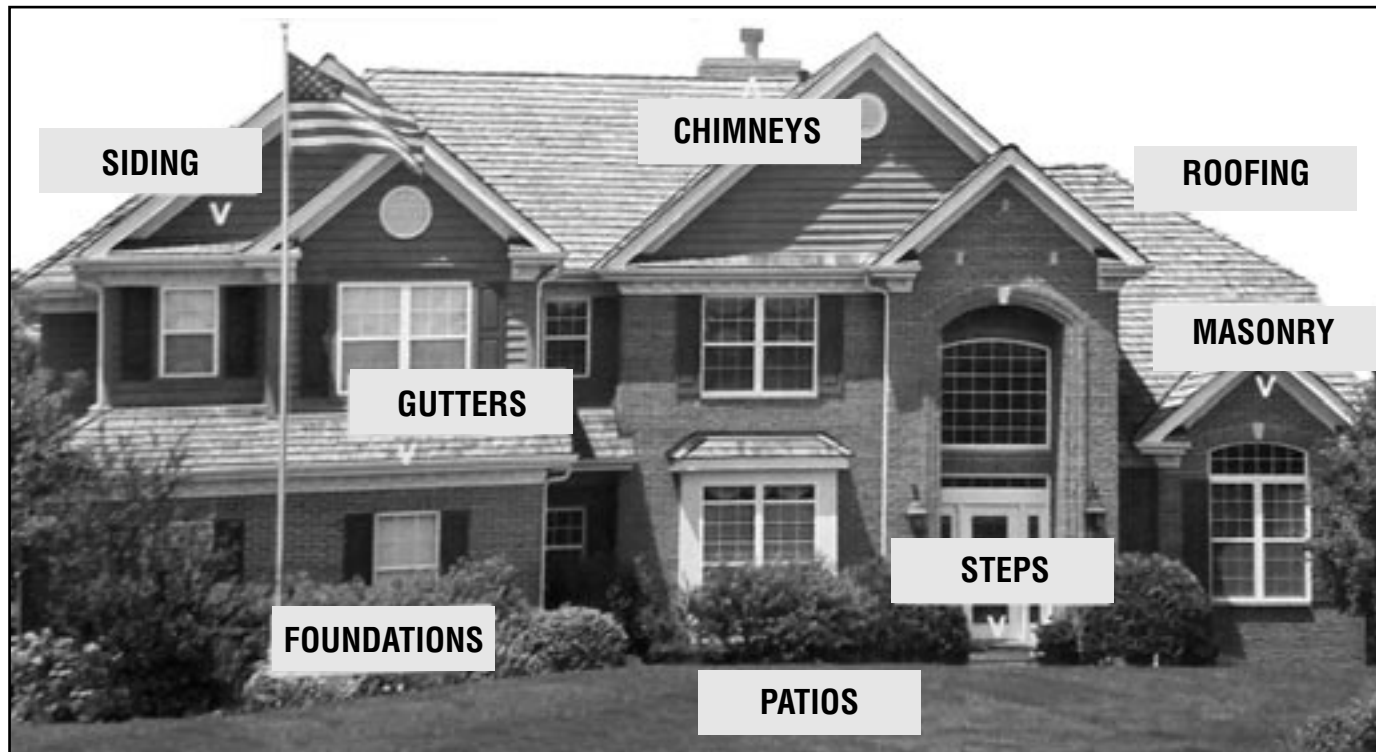 CHIMNEYS
SIDING
ROOFING
MASONRY
GUTTERS
STEPS
FOUNDATIONS
PATIOS